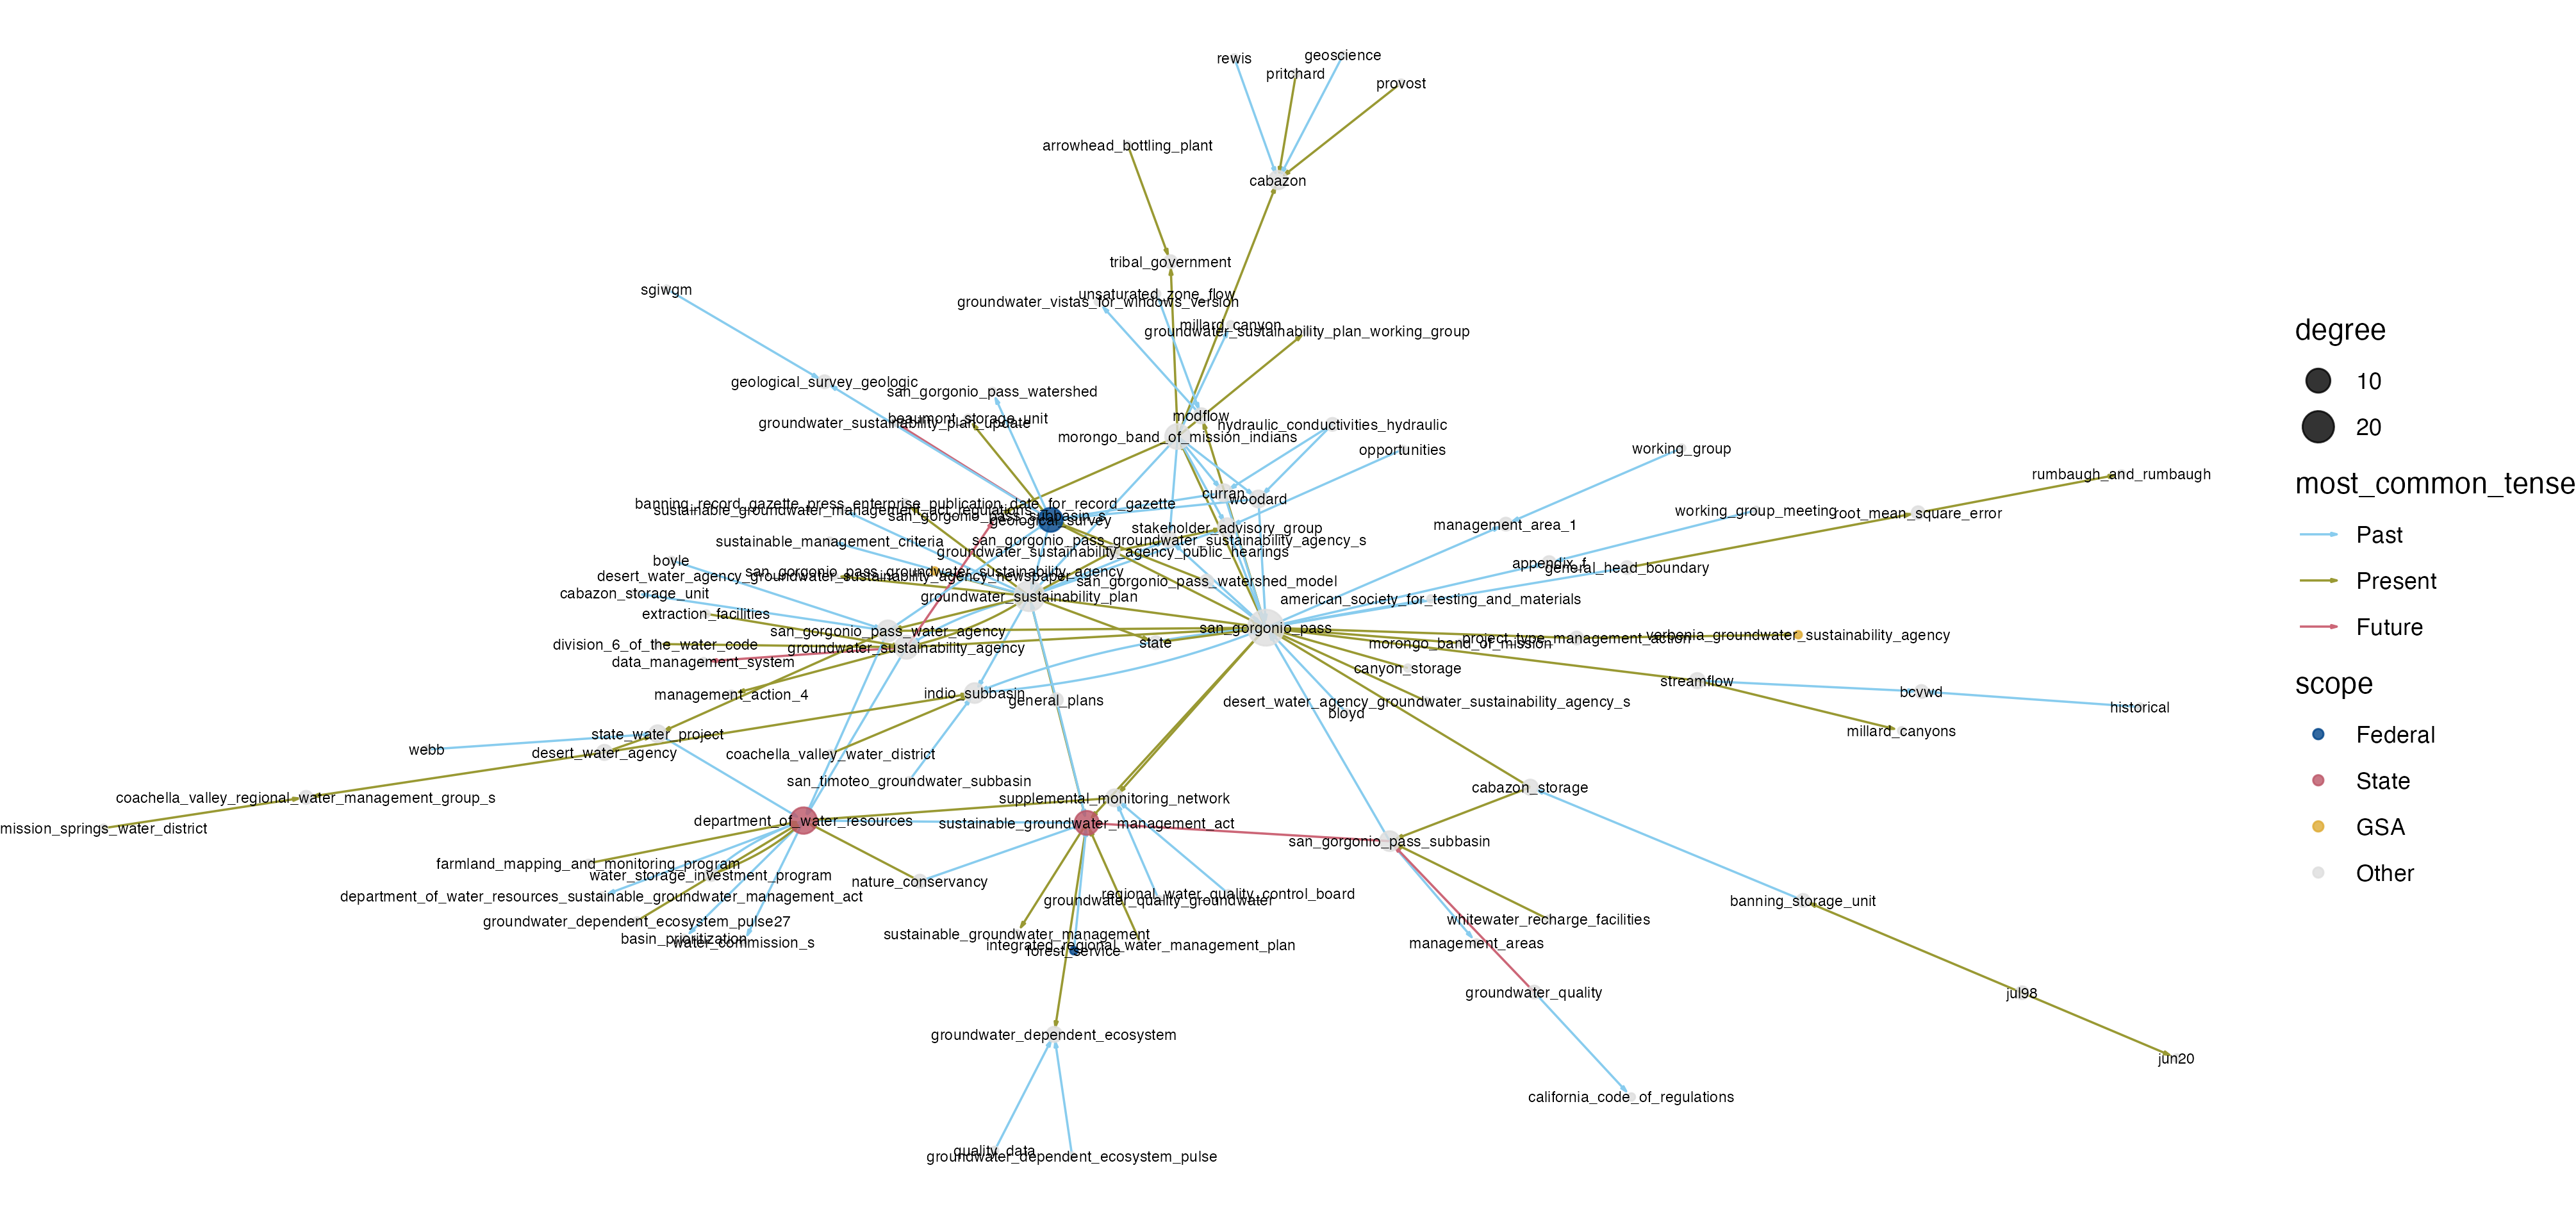 rewis
geoscience
pritchard
provost
arrowhead_bottling_plant
cabazon
tribal_government
sgiwgm
unsaturated_zone_flow
groundwater_vistas_for_windows_version
millard_canyon
groundwater_sustainability_plan_working_group
geological_survey_geologic
san_gorgonio_pass_watershed
beaumont_storage_unit
groundwater_sustainability_plan_update
modflow
hydraulic_conductivities_hydraulic
morongo_band_of_mission_indians
opportunities
working_group
rumbaugh_and_rumbaugh
curran
woodard
banning_record_gazette_press_enterprise_publication_date_for_record_gazette
sustainable_groundwater_management_act_regulations
san_gorgonio_pass_subbasin_s
geological_survey
working_group_meeting
root_mean_square_error
management_area_1
stakeholder_advisory_group
sustainable_management_criteria
san_gorgonio_pass_groundwater_sustainability_agency_s
groundwater_sustainability_agency_public_hearings
boyle
appendix_f
general_head_boundary
san_gorgonio_pass_groundwater_sustainability_agency
desert_water_agency_groundwater_sustainability_agency_newspaper
san_gorgonio_pass_watershed_model
cabazon_storage_unit
groundwater_sustainability_plan
american_society_for_testing_and_materials
extraction_facilities
san_gorgonio_pass_water_agency
san_gorgonio_pass
division_6_of_the_water_code
groundwater_sustainability_agency
state
morongo_band_of_mission
project_type_management_action
verbenia_groundwater_sustainability_agency
data_management_system
canyon_storage
streamflow
management_action_4
indio_subbasin
general_plans
desert_water_agency_groundwater_sustainability_agency_s
bloyd
bcvwd
historical
millard_canyons
state_water_project
webb
desert_water_agency
coachella_valley_water_district
san_timoteo_groundwater_subbasin
coachella_valley_regional_water_management_group_s
supplemental_monitoring_network
cabazon_storage
mission_springs_water_district
department_of_water_resources
sustainable_groundwater_management_act
san_gorgonio_pass_subbasin
farmland_mapping_and_monitoring_program
water_storage_investment_program
nature_conservancy
department_of_water_resources_sustainable_groundwater_management_act
regional_water_quality_control_board
groundwater_quality_groundwater
banning_storage_unit
groundwater_dependent_ecosystem_pulse27
whitewater_recharge_facilities
basin_prioritization
water_commission_s
sustainable_groundwater_management
integrated_regional_water_management_plan
forest_service
management_areas
groundwater_quality
jul98
groundwater_dependent_ecosystem
jun20
california_code_of_regulations
quality_data
groundwater_dependent_ecosystem_pulse
degree
10
20
most_common_tense
Past
Present
Future
scope
Federal
State
GSA
Other